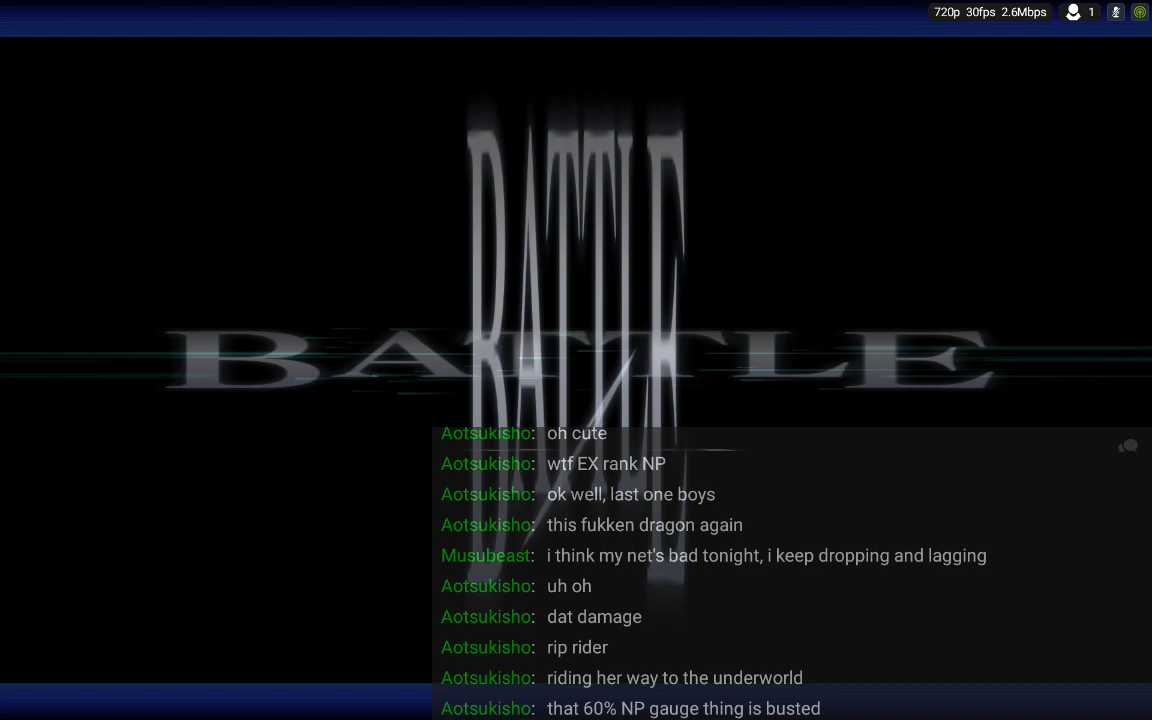 720p 30fps 2.6Mbps 1
BATTLE
BATTLE
Aotsukisho: oh cute
Aotsukisho: wtf EX rank NP
Aotsukisho: ok well, last one boys
Aotsukisho: this fukken dragon again
Musubeast: i think my net's bad tonight, i keep dropping and lagging
Aotsukisho: uh oh
Aotsukisho: dat damage
Aotsukisho: rip rider
Aotsukisho: riding her way to the underworld
Aotsukisho: that 60% NP gauge thing is busted